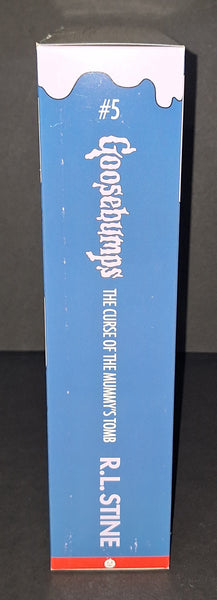 #5
Goosebumps
THE CURSE OF THE MUMMY'S TOMB
R.L. STINE